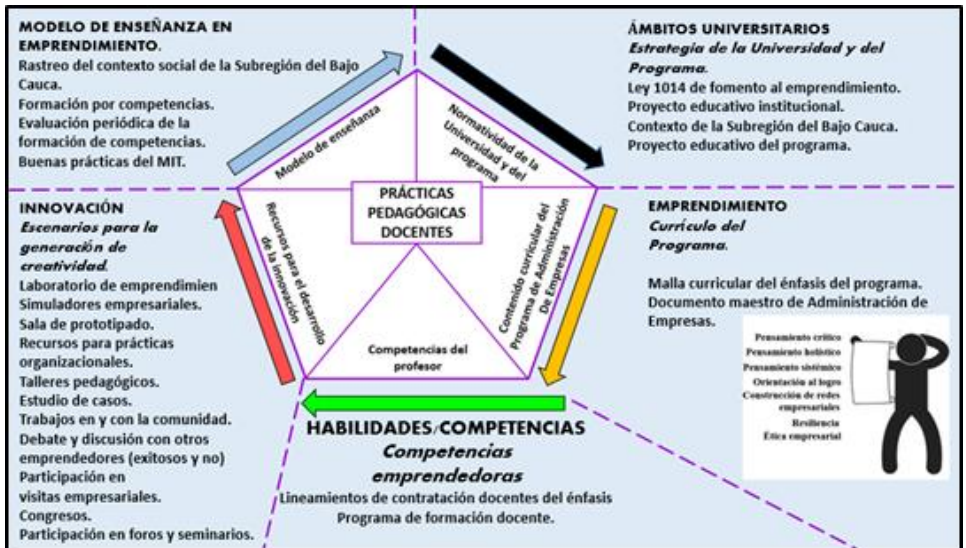 MODELO DE ENSEÑANZA EN
EMPRENDIMIENTO.
Rastreo del contexto social de la Subregión del Bajo
Cauca.
Formación por competencias.
Evaluación periódica de la
formación de competencias.
Buenas prácticas del MIT.
ÁMBITOS UNIVERSITARIOS
Estrategia de la Universidad y del
Programa.
Ley 1014 de fomento al emprendimiento.
Proyecto educativo institucional.
Contexto de la Subregión del Bajo Cauca.
Proyecto educativo del programa.
Modelo de enseñanza
Normatividad de la
Universidad y del
programa
PRÁCTICAS
PEDAGÓGICAS
DOCENTES
Recursos para el desarrollo
de la innovación
Contenido curricular del
Programa de Administración
De Empresas
Competencias del
profesor
INNOVACIÓN
Escenarios para la
generación de
creatividad.
Laboratorio de emprendimien
Simuladores empresariales.
Sala de prototipado.
Recursos para prácticas
organizacionales.
Talleres pedagógicos.
Estudio de casos.
Trabajos en y con la comunidad.
Debate y discusión con otros
emprendedores (exitosos y no)
Participación en
visitas empresariales.
Congresos.
Participación en foros y seminarios.
EMPRENDIMIENTO
Currículo del
Programa.
Malla curricular del énfasis del programa.
Documento maestro de Administración de
Empresas.
Pensamiento crítico
Pensamiento holístico
Pensamiento sistémico
Orientación al logro
Construcción de redes
empresariales
Resiliencia
Ética empresarial
HABILIDADES/COMPETENCIAS
Competencias
emprendedoras
Lineamientos de contratación docentes del énfasis
Programa de formación docente.